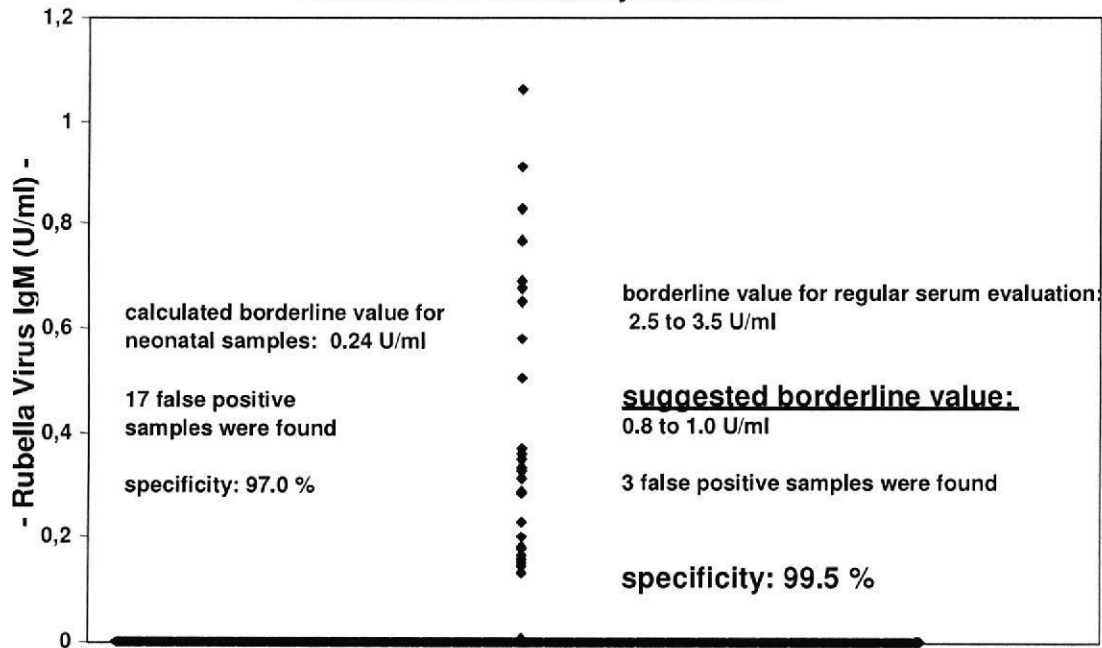 1,2
1
0,8
0,6
0,4
0,2
0
- Rubella Virus IgM (U/ml) -
calculated borderline value for
neonatal samples: 0.24 U/ml
17 false positive
samples were found
specificity: 97.0 %
borderline value for regular serum evaluation:
2.5 to 3.5 U/ml
suggested borderline value:
0.8 to 1.0 U/ml
3 false positive samples were found
specificity: 99.5 %